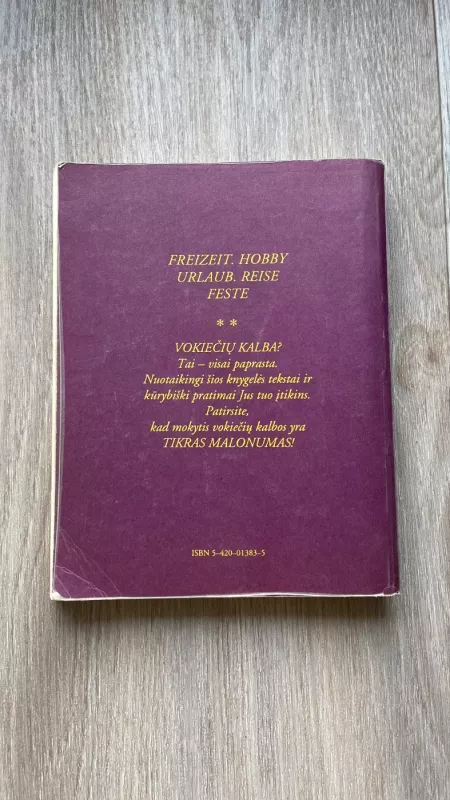 FREIZEIT. HOBBY
URLAUB. REISE
FESTE
* *
VOKIEČIŲ KALBA?
Tai – visai paprasta.
Nuotaikingi šios knygelės tekstai ir
kūrybiški pratimai Jus tuo įtikins.
Patirsite,
kad mokytis vokiečių kalbos yra
TIKRAS MALONUMAS!
ISBN 5–420–01383–5